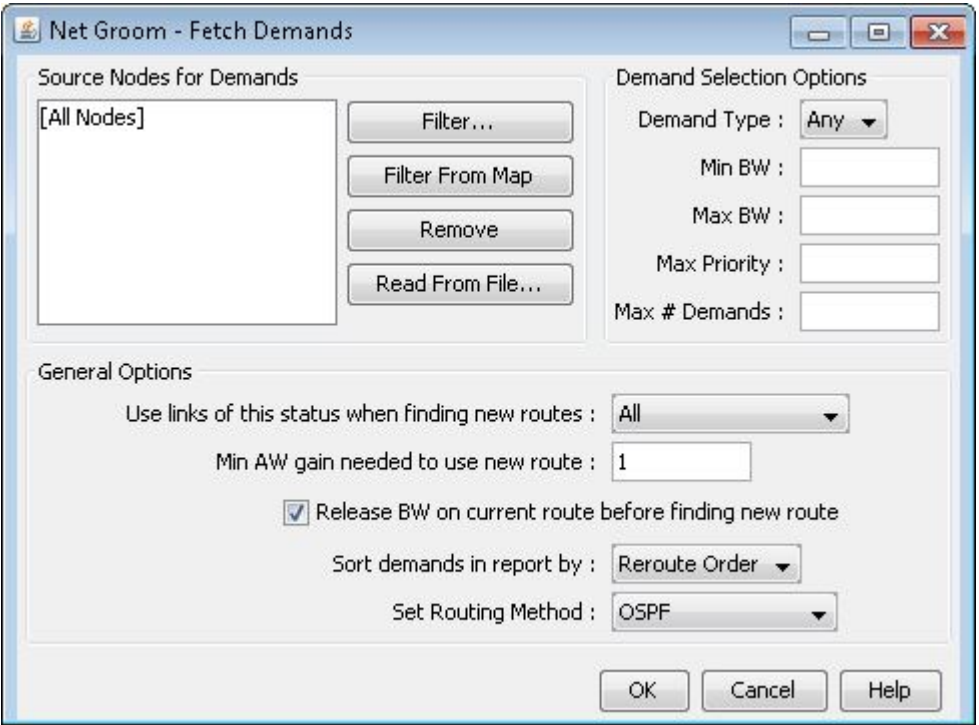 Net Groom - Fetch Demands
Source Nodes for Demands
[All Nodes]
Filter...
Filter From Map
Remove
Read From File...
Demand Selection Options
Demand Type : Any
Min BW :
Max BW :
Max Priority :
Max # Demands :
General Options
Use links of this status when finding new routes : All
Min AW gain needed to use new route : 1
Release BW on current route before finding new route
Sort demands in report by : Reroute Order
Set Routing Method : OSPF
OK Cancel Help